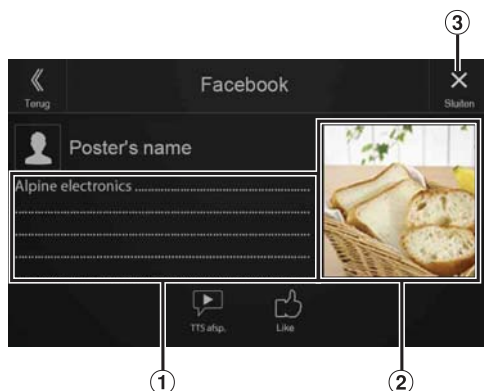 ③
Terug
Facebook
Sluiten
Poster's name
Alpine electronics ................................................
................................................................................
................................................................................
................................................................................
TTS afsp.
Like
① ②